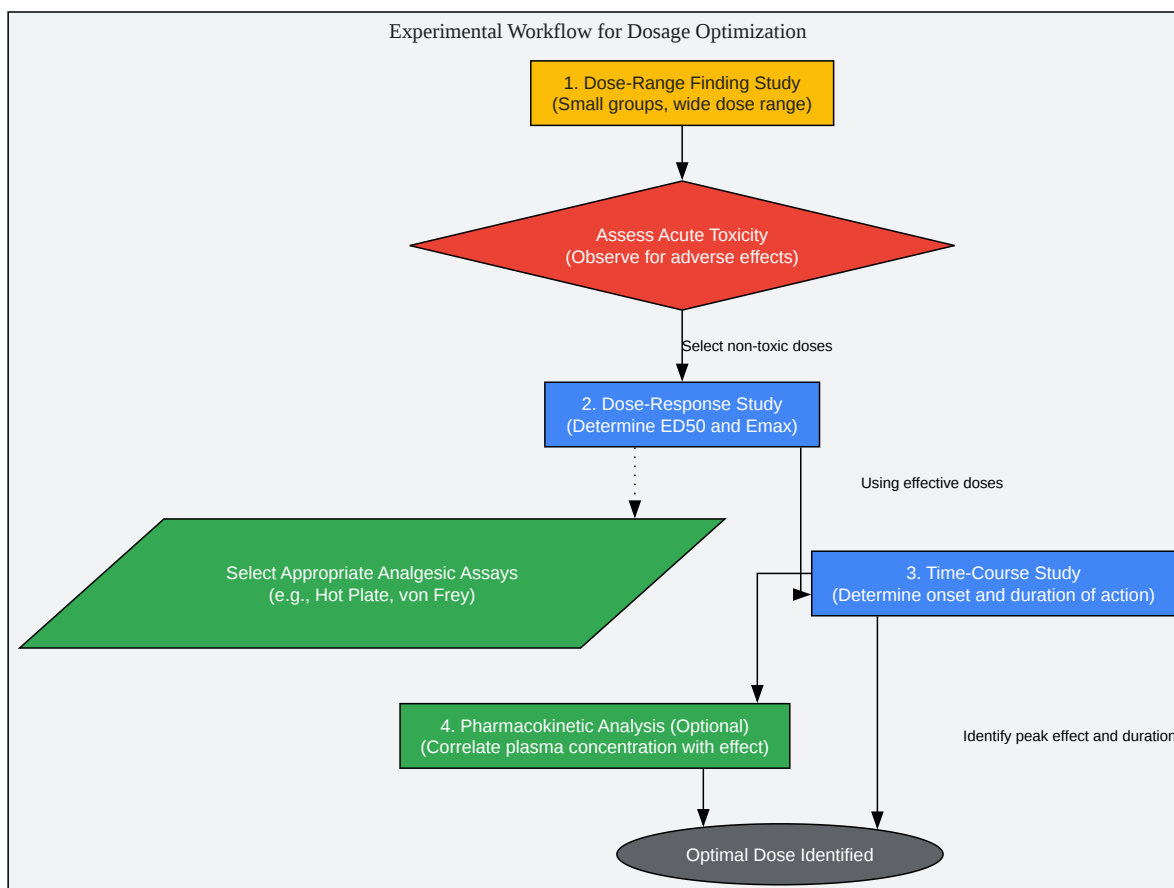 Experimental Workflow for Dosage Optimization
1. Dose-Range Finding Study
(Small groups, wide dose range)
Assess Acute Toxicity
(Observe for adverse effects)
Select non-toxic doses
2. Dose-Response Study
(Determine ED50 and Emax)
Using effective doses
Select Appropriate Analgesic Assays
(e.g., Hot Plate, von Frey)
3. Time-Course Study
(Determine onset and duration of action)
4. Pharmacokinetic Analysis (Optional)
(Correlate plasma concentration with effect)
Identify peak effect and duration
Optimal Dose Identified